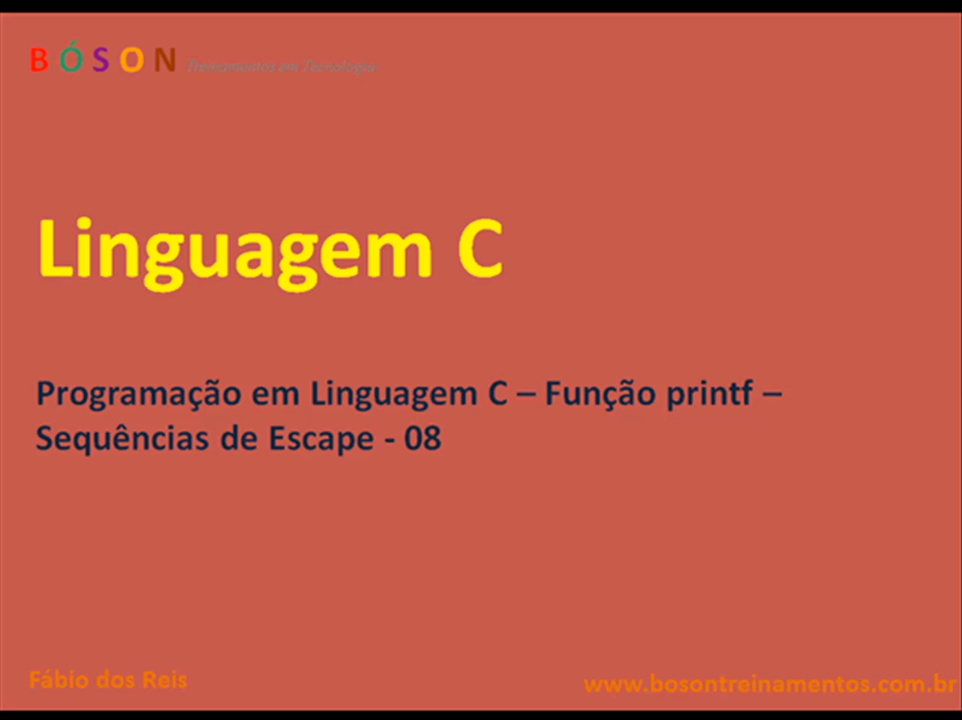 BÓSON Treinamentos em Tecnologia
Linguagem C
Programação em Linguagem C – Função printf –
Sequências de Escape - 08
Fábio dos Reis
www.bosontreinamentos.com.br